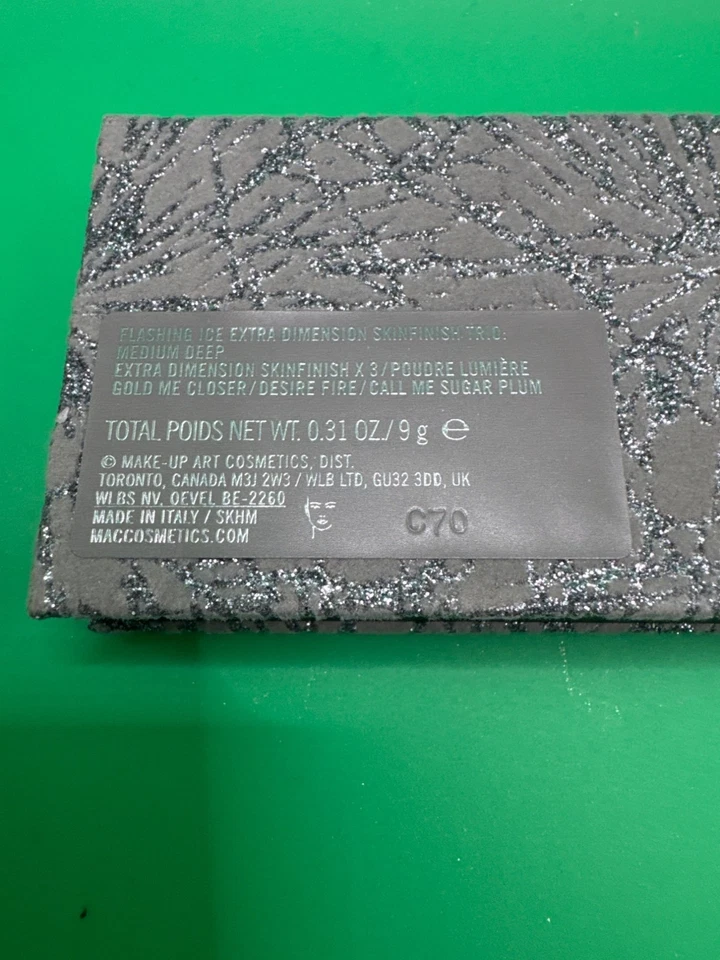 FLASHING ICE EXTRA DIMENSION SKINFINISH TRIO:
MEDIUM DEEP
EXTRA DIMENSION SKINFINISH X 3/POUDRE LUMIÈRE
GOLD ME CLOSER/DESIRE FIRE/CALL ME SUGAR PLUM
TOTAL POIDS NET WT. 0.31 OZ./9 g ℮
© MAKE-UP ART COSMETICS, DIST.
TORONTO, CANADA M3J 2W3 / WLB LTD, GU32 3DD, UK
WLBS NV. OEVEL BE-2260
MADE IN ITALY / SKHM
MACCOSMETICS.COM
C70